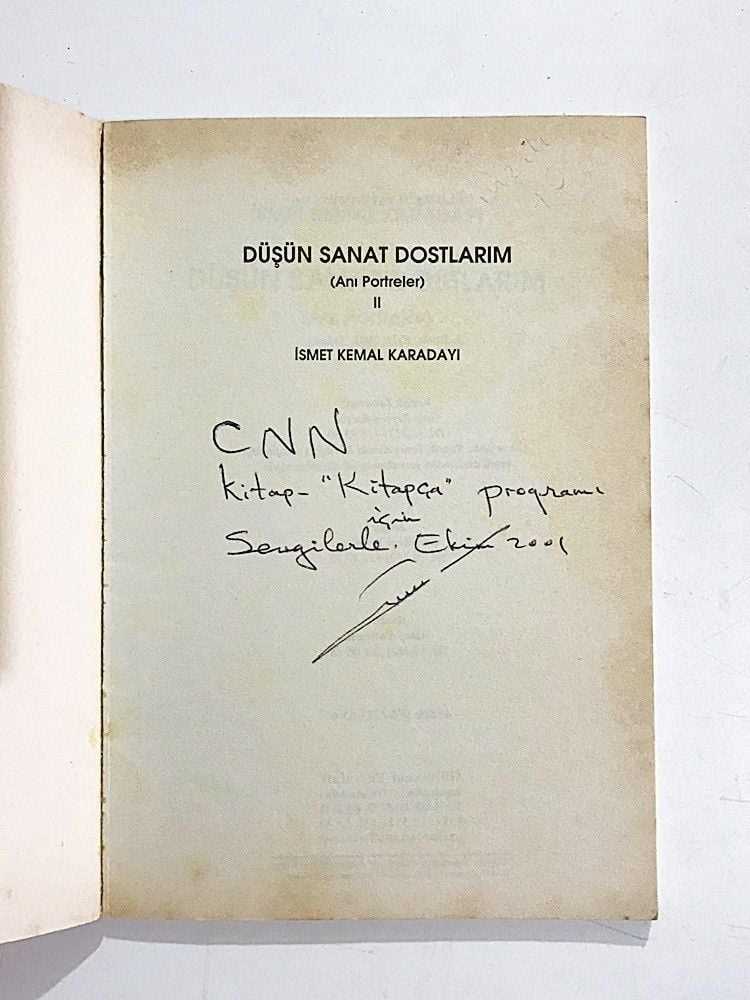 DÜŞÜN SANAT DOSTLARIM
(Anı Portreler)
II
İSMET KEMAL KARADAYI
CNN
Kitap- "Kitapça" programı
için
Sevgilerle. Ekim 2001